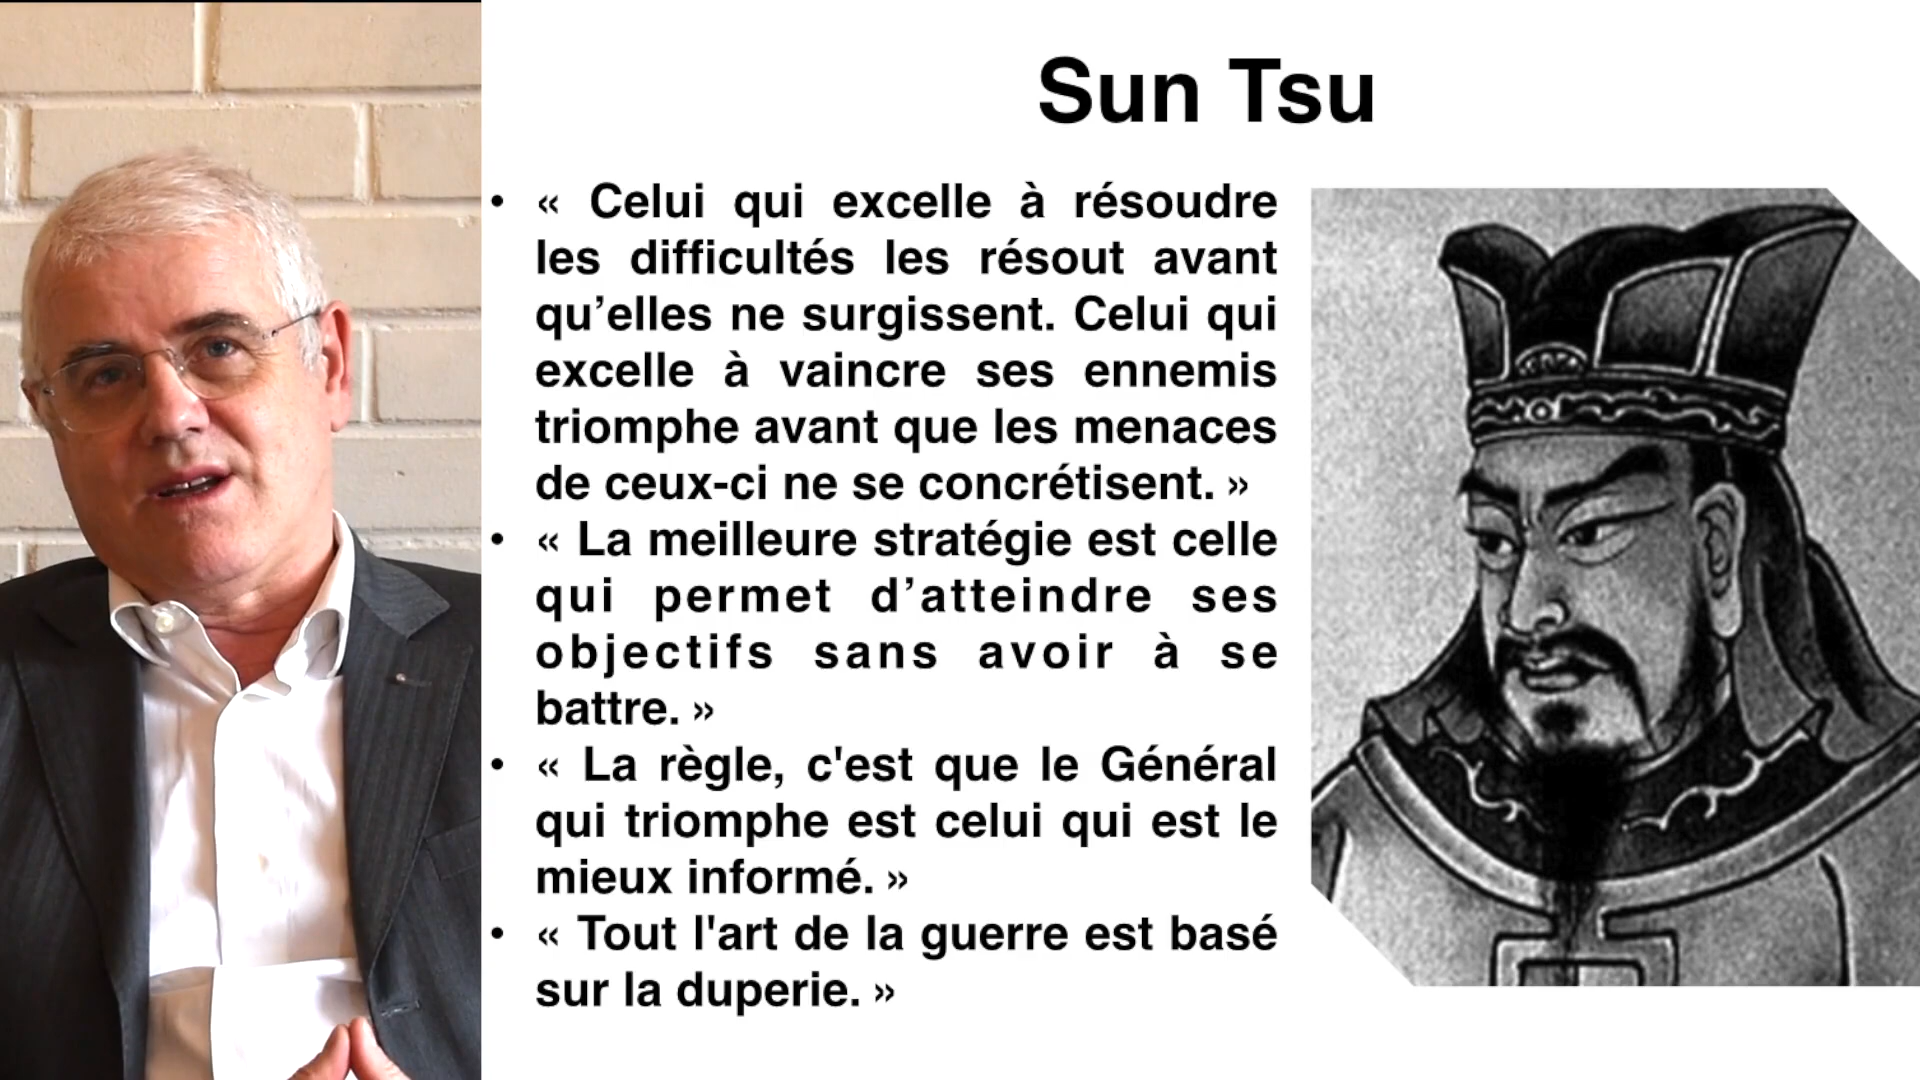 Sun Tsu
• « Celui qui excelle à résoudre
les difficultés les résout avant
qu’elles ne surgissent. Celui qui
excelle à vaincre ses ennemis
triomphe avant que les menaces
de ceux-ci ne se concrétisent. »
• « La meilleure stratégie est celle
qui permet d’atteindre ses
objectifs sans avoir à se
battre. »
• « La règle, c'est que le Général
qui triomphe est celui qui est le
mieux informé. »
• « Tout l'art de la guerre est basé
sur la duperie. »